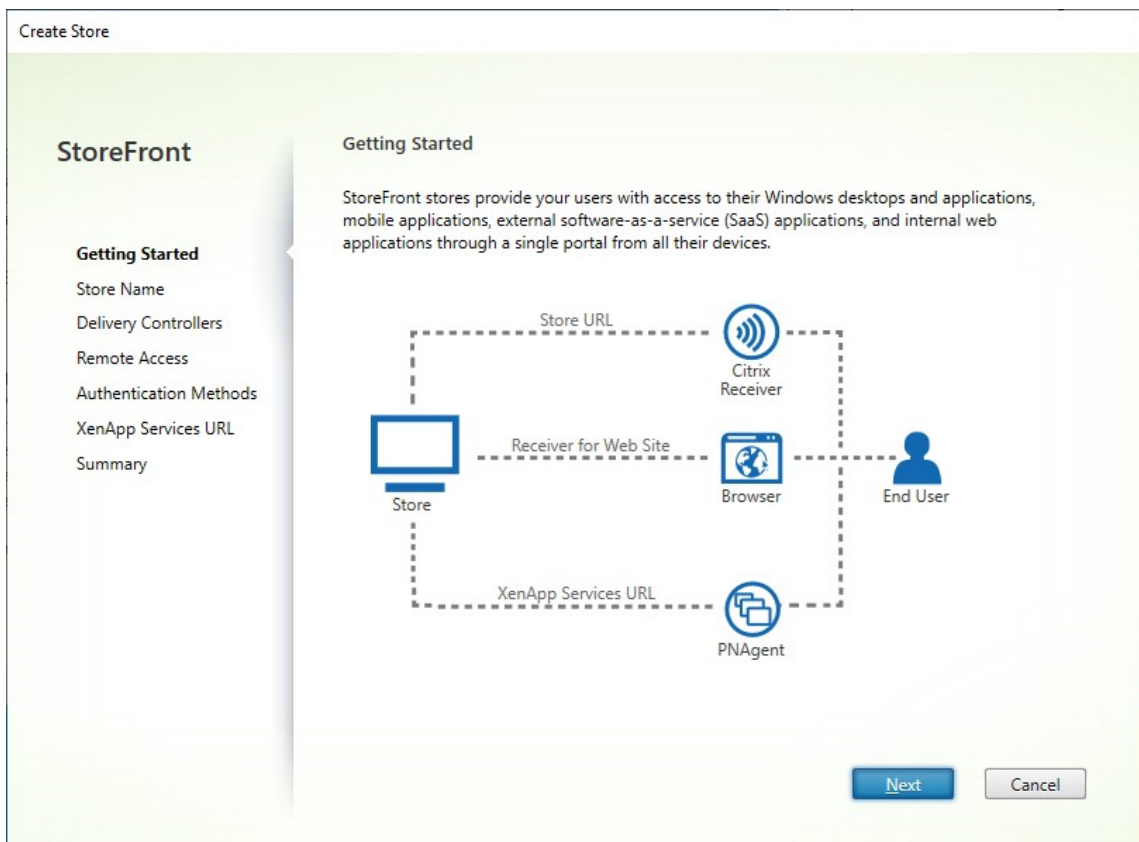 Create Store
StoreFront
Getting Started
Store Name
Delivery Controllers
Remote Access
Authentication Methods
XenApp Services URL
Summary
Getting Started
StoreFront stores provide your users with access to their Windows desktops and applications,
mobile applications, external software-as-a-service (SaaS) applications, and internal web
applications through a single portal from all their devices.
Store URL
Citrix
Receiver
Receiver for Web Site
Store
Browser
End User
XenApp Services URL
PNAgent
Next
Cancel